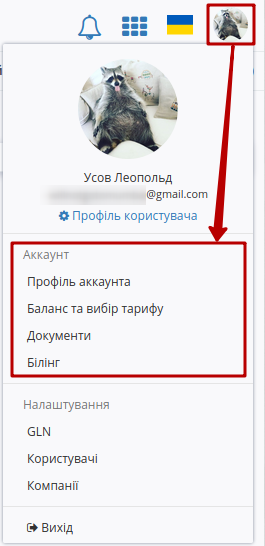 Усов Леопольд
@gmail.com
Профіль користувача
Аккаунт
Профіль аккаунта
Баланс та вибір тарифу
Документи
Білінг
Налаштування
GLN
Користувачі
Компанії
Вихід